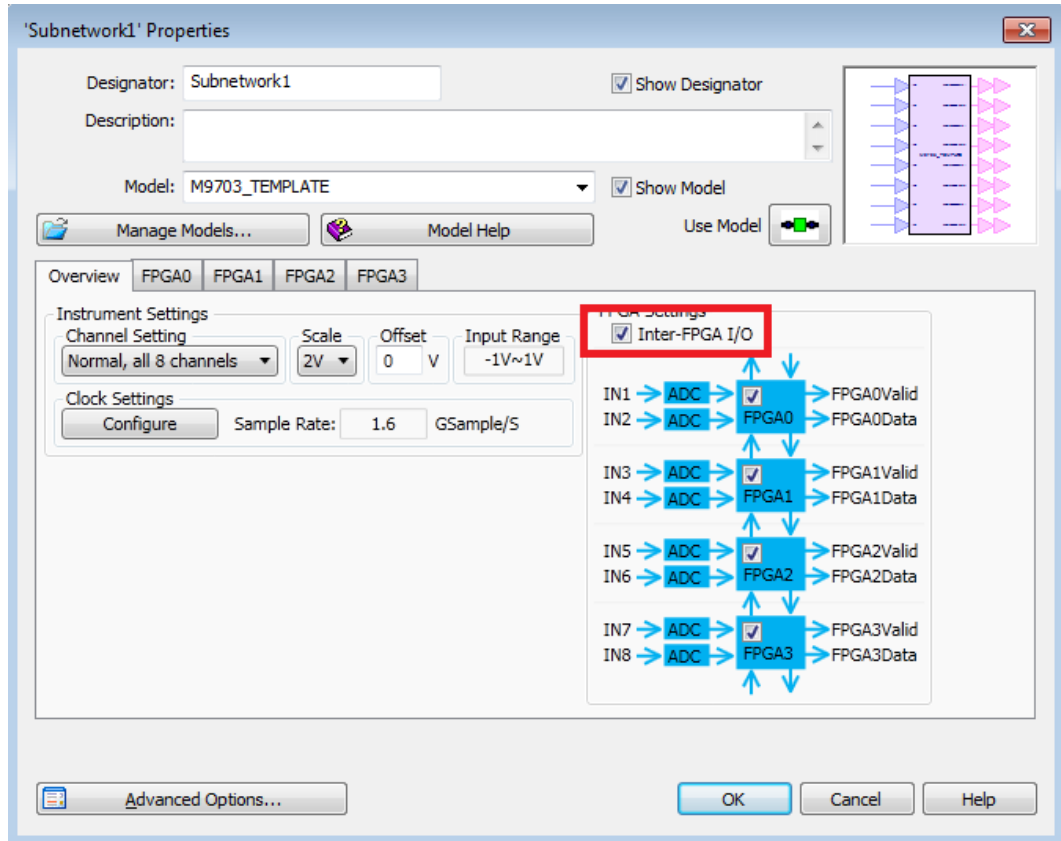 'Subnetwork1' Properties
Designator: Subnetwork1
Show Designator
Description:
Model: M9703_TEMPLATE
Show Model
Manage Models...
Model Help
Use Model
Overview FPGA0 FPGA1 FPGA2 FPGA3
Instrument Settings
Channel Setting
Normal, all 8 channels
Scale
2V
Offset
0 V
Input Range
-1V~1V
Clock Settings
Configure
Sample Rate: 1.6 GSample/S
FPGA Settings
Inter-FPGA I/O
IN1 ADC FPGA0Valid
IN2 ADC FPGA0 FPGA0Data
IN3 ADC FPGA1Valid
IN4 ADC FPGA1 FPGA1Data
IN5 ADC FPGA2Valid
IN6 ADC FPGA2 FPGA2Data
IN7 ADC FPGA3Valid
IN8 ADC FPGA3 FPGA3Data
Advanced Options...
OK
Cancel
Help